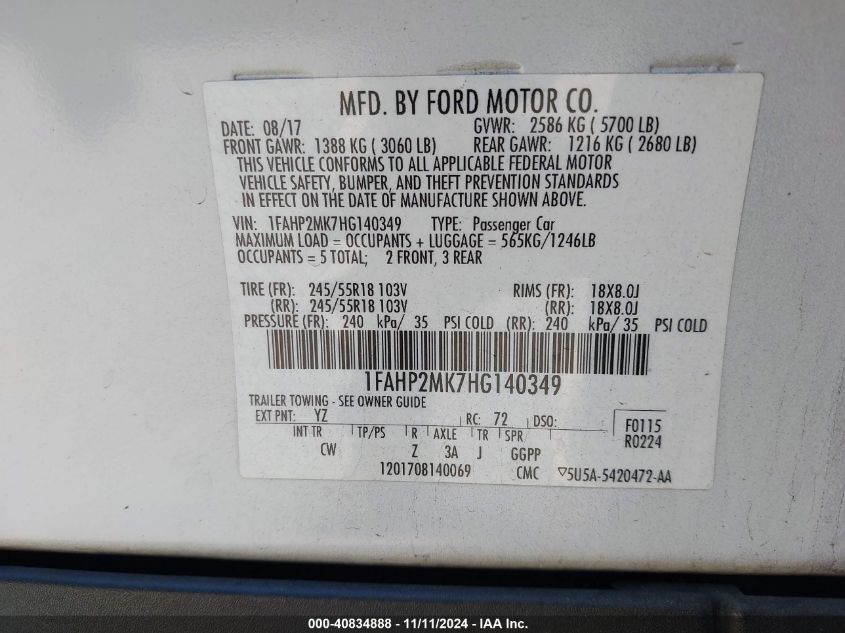 MFD. BY FORD MOTOR CO.
DATE: 08/17 GVWR: 2586 KG ( 5700 LB)
FRONT GAWR: 1388 KG ( 3060 LB) REAR GAWR: 1216 KG ( 2680 LB)
THIS VEHICLE CONFORMS TO ALL APPLICABLE FEDERAL MOTOR
VEHICLE SAFETY, BUMPER, AND THEFT PREVENTION STANDARDS
IN EFFECT ON THE DATE OF MANUFACTURE SHOWN ABOVE.
VIN: 1FAHP2MK7HG140349 TYPE: Passenger Car
MAXIMUM LOAD = OCCUPANTS + LUGGAGE = 565KG/1246LB
OCCUPANTS = 5 TOTAL; 2 FRONT, 3 REAR
TIRE (FR): 245/55R18 103V RIMS (FR): 18X8.0J
(RR): 245/55R18 103V (RR): 18X8.0J
PRESSURE (FR): 240 kPa/ 35 PSI COLD (RR): 240 kPa/ 35 PSI COLD
1FAHP2MK7HG140349
TRAILER TOWING - SEE OWNER GUIDE
EXT PNT: YZ RC: 72 DSO: F0115
INT TR TP/PS R AXLE TR SPR R0224
CW Z 3A J GGPP
1201708140069 CMC ▽5U5A-5420472-AA
000-40834888 - 11/11/2024 - IAAI Inc.